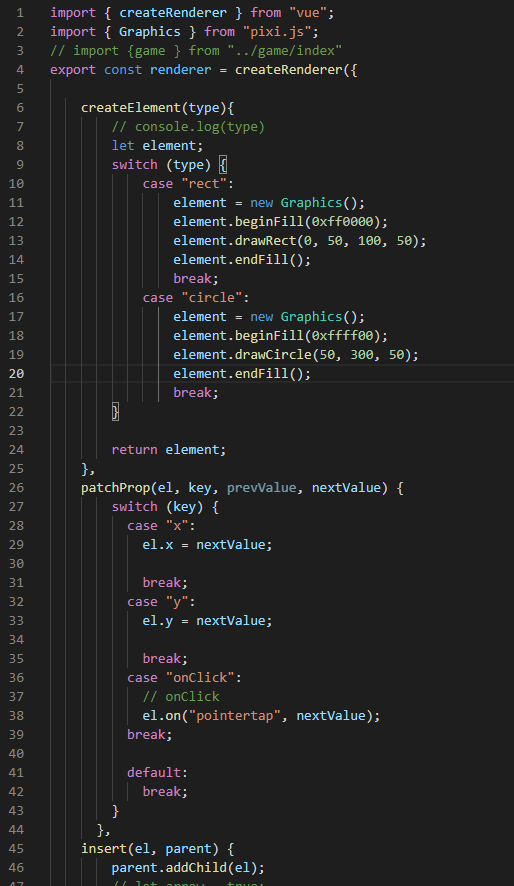 1 import { createRenderer } from "vue";
2 import { Graphics } from "pixi.js";
3 // import {game } from "../game/index"
4 export const renderer = createRenderer({
5
6 createElement(type){
7 // console.log(type)
8 let element;
9 switch (type) {
10 case "rect":
11 element = new Graphics();
12 element.beginFill(0xff0000);
13 element.drawRect(0, 50, 100, 50);
14 element.endFill();
15 break;
16 case "circle":
17 element = new Graphics();
18 element.beginFill(0xffff00);
19 element.drawCircle(50, 300, 50);
20 element.endFill();
21 break;
22 }
23
24 return element;
25 },
26 patchProp(el, key, prevValue, nextValue) {
27 switch (key) {
28 case "x":
29 el.x = nextValue;
30
31 break;
32 case "y":
33 el.y = nextValue;
34
35 break;
36 case "onClick":
37 // onClick
38 el.on("pointertap", nextValue);
39 break;
40
41 default:
42 break;
43 }
44 },
45 insert(el, parent) {
46 parent.addChild(el);